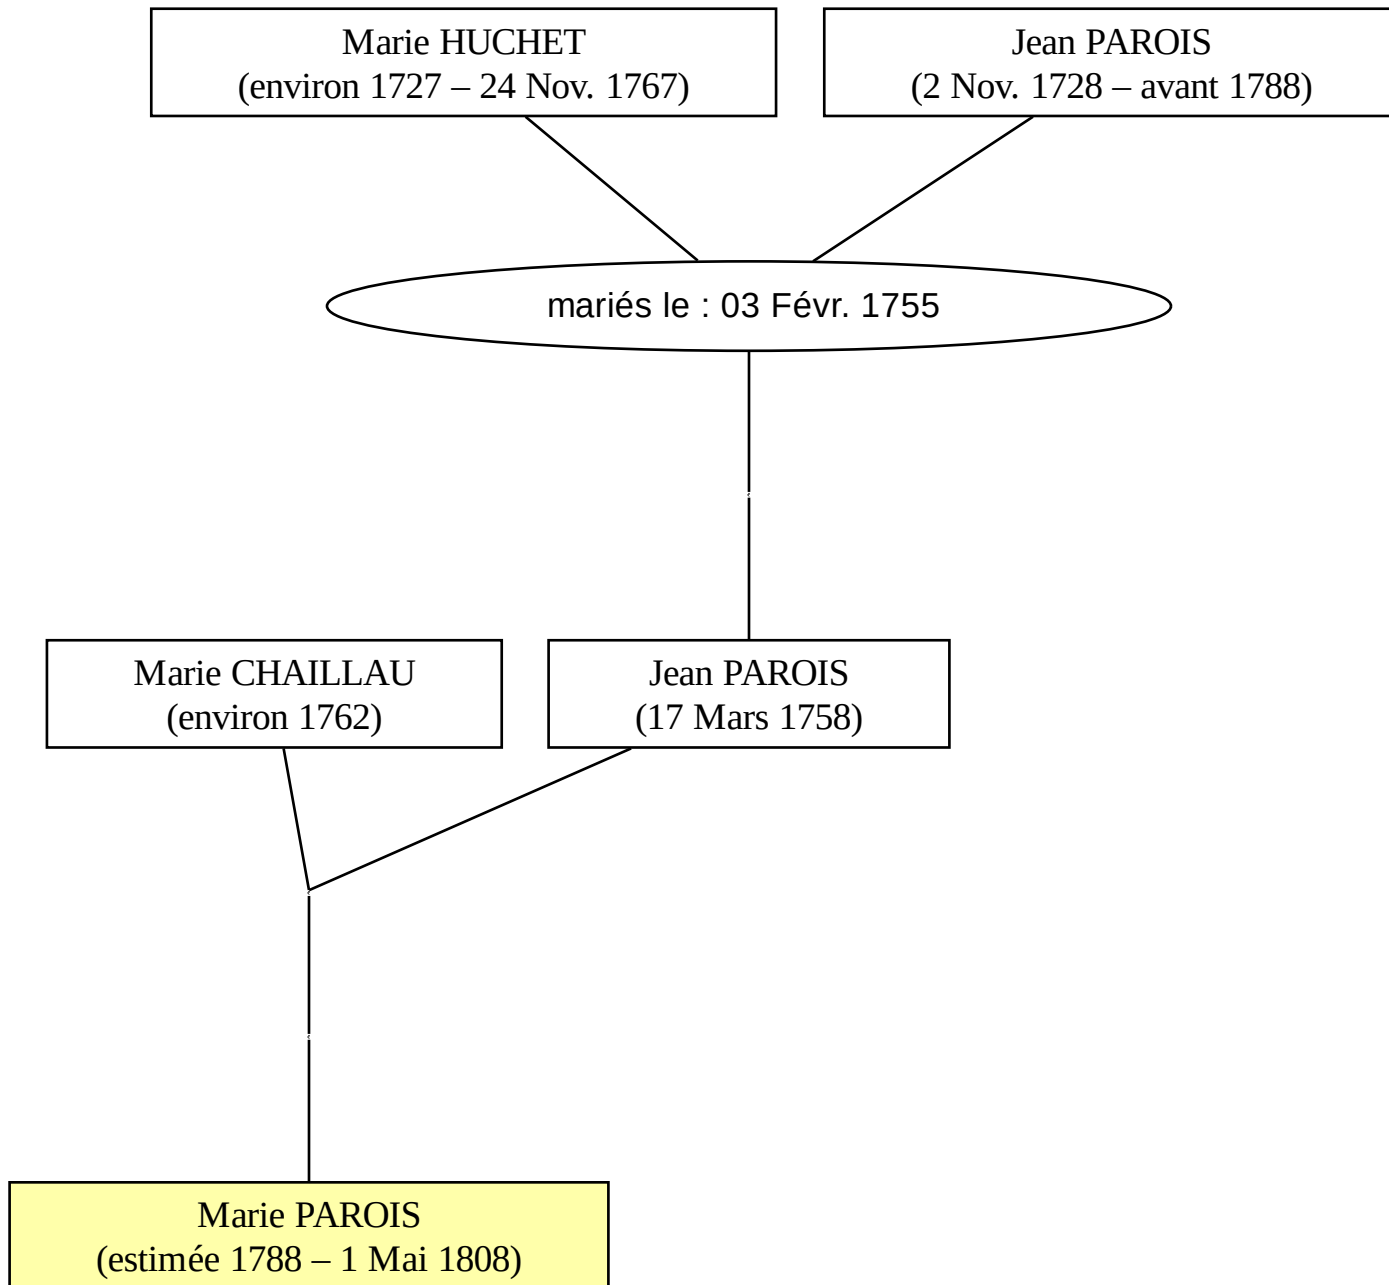 Marie HUCHET
(environ 1727 – 24 Nov. 1767)
Jean PAROIS
(2 Nov. 1728 – avant 1788)
mariés le : 03 Févr. 1755
Marie CHAILLAU
(environ 1762)
Jean PAROIS
(17 Mars 1758)
Marie PAROIS
(estimée 1788 – 1 Mai 1808)